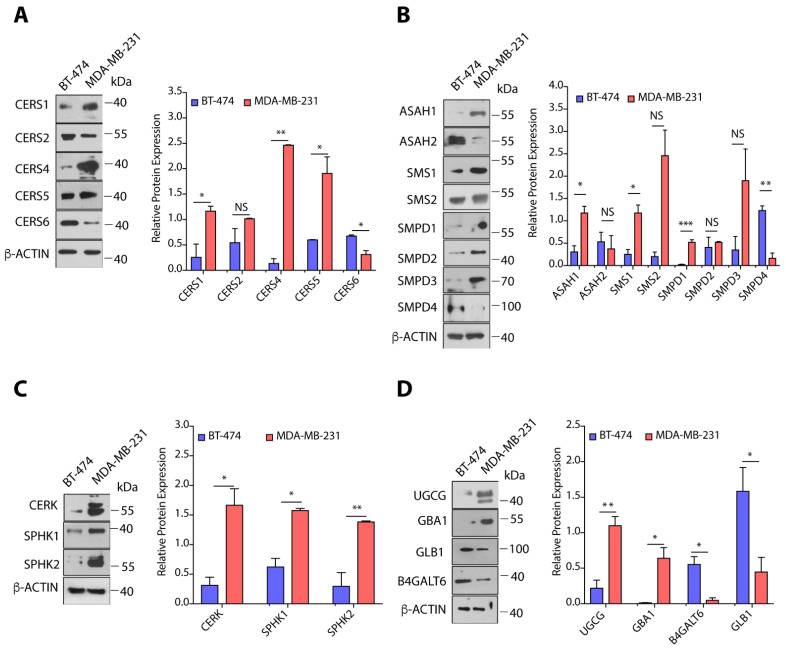 A
BT-474
MDA-MB-231
kDa
CERS1
40
CERS2
55
CERS4
40
CERS5
40
CERS6
40
β-ACTIN
40
Relative Protein Expression
BT-474 MDA-MB-231
3.5
3.0
2.5
2.0
1.5
1.0
0.5
0.0
* NS ** * *
CERS1 CERS2 CERS4 CERS5 CERS6
B
BT-474
MDA-MB-231
kDa
ASAH1
55
ASAH2
55
SMS1
55
SMS2
55
SMPD1
55
SMPD2
40
SMPD3
70
SMPD4
100
β-ACTIN
40
Relative Protein Expression
BT-474 MDA-MB-231
4.0
3.5
3.0
2.5
2.0
1.5
1.0
0.5
0.0
* NS * NS *** NS NS **
ASAH1 ASAH2 SMS1 SMS2 SMPD1 SMPD2 SMPD3 SMPD4
C
BT-474
MDA-MB-231
kDa
CERK
55
SPHK1
40
SPHK2
55
β-ACTIN
40
Relative Protein Expression
BT-474 MDA-MB-231
3.0
2.5
2.0
1.5
1.0
0.5
0.0
* * **
CERK SPHK1 SPHK2
D
BT-474
MDA-MB-231
kDa
UGCG
40
GBA1
55
GLB1
100
B4GALT6
40
β-ACTIN
40
Relative Protein Expression
BT-474 MDA-MB-231
2.5
2.0
1.5
1.0
0.5
0.0
** * * *
UGCG GBA1 B4GALT6 GLB1